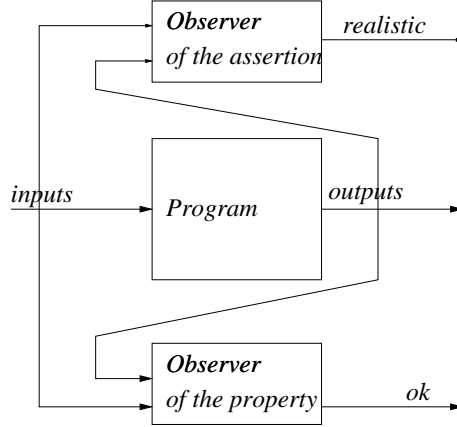 Observer
of the assertion
realistic
inputs
Program
outputs
Observer
of the property
ok